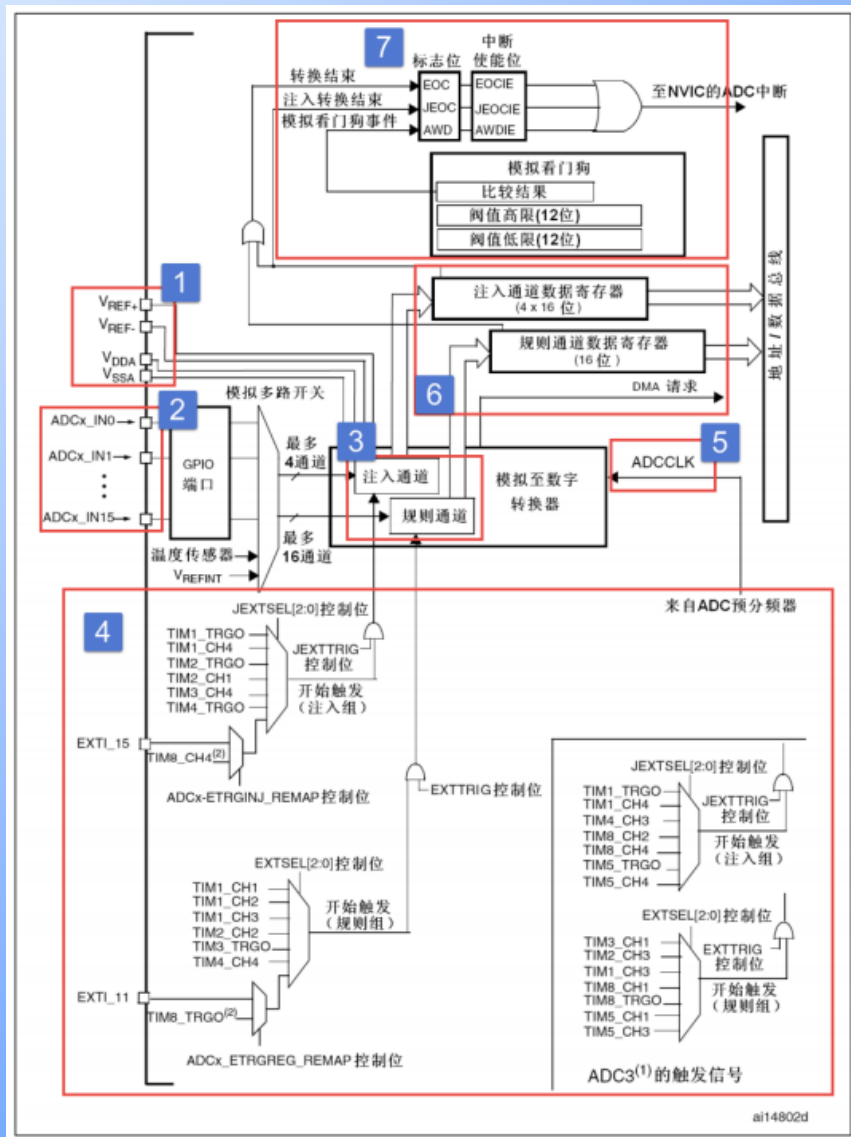 7
中断
标志位 使能位
转换结束
EOC
EOCIE
注入转换结束
JEOC
JEOCIE
模拟看门狗事件
AWD
AWDIE
至NVIC的ADC中断
模拟看门狗
比较结果
阀值高限(12位)
阀值低限(12位)
地址/数据总线
1
VREF+
VREF-
VDDA
VSSA
注入通道数据寄存器
(4 x 16 位)
规则通道数据寄存器
(16 位)
6
DMA 请求
2
ADCx_IN0
ADCx_IN1
ADCx_IN15
GPIO
端口
模拟多路开关
最多
4通道
最多
16通道
温度传感器
VREFINT
3
注入通道
规则通道
模拟至数字
转换器
5
ADCCLK
来自ADC预分频器
4
JEXTSEL[2:0]控制位
TIM1_TRGO
TIM1_CH4
TIM2_TRGO
TIM2_CH1
TIM3_CH4
TIM4_TRGO
JEXTTRIG
控制位
开始触发
(注入组)
EXTI_15
TIM8_CH4(2)
ADCx-ETRGINJ_REMAP控制位
EXTTRIG控制位
EXTSEL[2:0]控制位
TIM1_CH1
TIM1_CH2
TIM1_CH3
TIM2_CH2
TIM3_TRGO
TIM4_CH4
开始触发
(规则组)
EXTI_11
TIM8_TRGO(2)
ADCx_ETRGREG_REMAP控制位
JEXTSEL[2:0]控制位
TIM1_TRGO
TIM1_CH4
TIM4_CH3
TIM8_CH2
TIM8_CH4
TIM5_TRGO
TIM5_CH4
JEXTTRIG
控制位
开始触发
(注入组)
EXTSEL[2:0]控制位
TIM3_CH1
TIM2_CH3
TIM1_CH3
TIM8_CH1
TIM8_TRGO
TIM5_CH1
TIM5_CH3
EXTTRIG
控制位
开始触发
(规则组)
ADC3(1)的触发信号
ai14802d